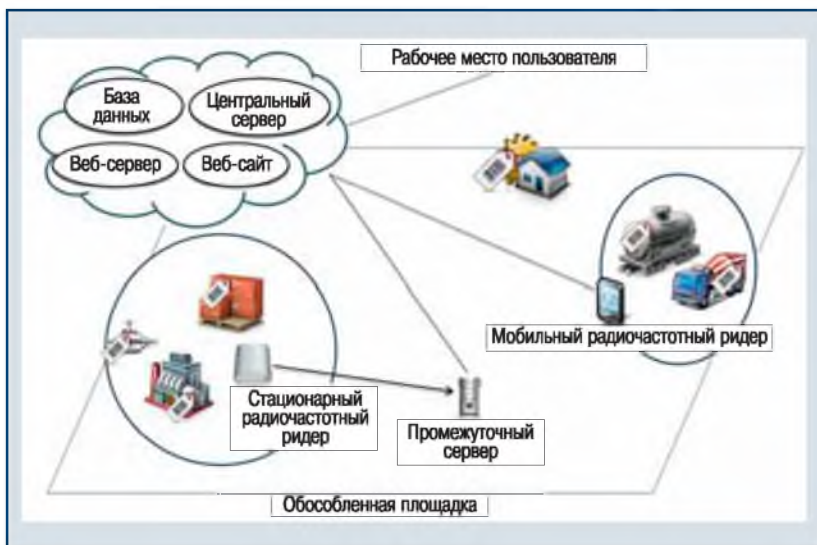 Рабочее место пользователя
База
данных
Центральный
сервер
Веб-сервер
Веб-сайт
Мобильный радиочастотный ридер
Стационарный
радиочастотный
ридер
Промежуточный
сервер
Обособленная площадка